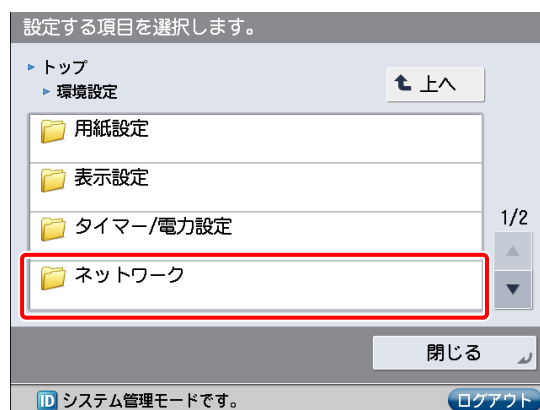 設定する項目を選択します。
トップ
環境設定
上へ
用紙設定
表示設定
タイマー/電力設定
1/2
ネットワーク
閉じる
ID システム管理モードです。
ログアウト